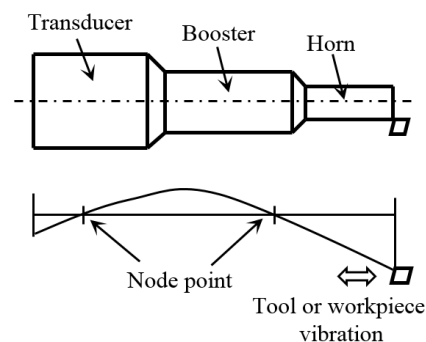 Transducer
Booster
Horn
Node point
Tool or workpiece
vibration